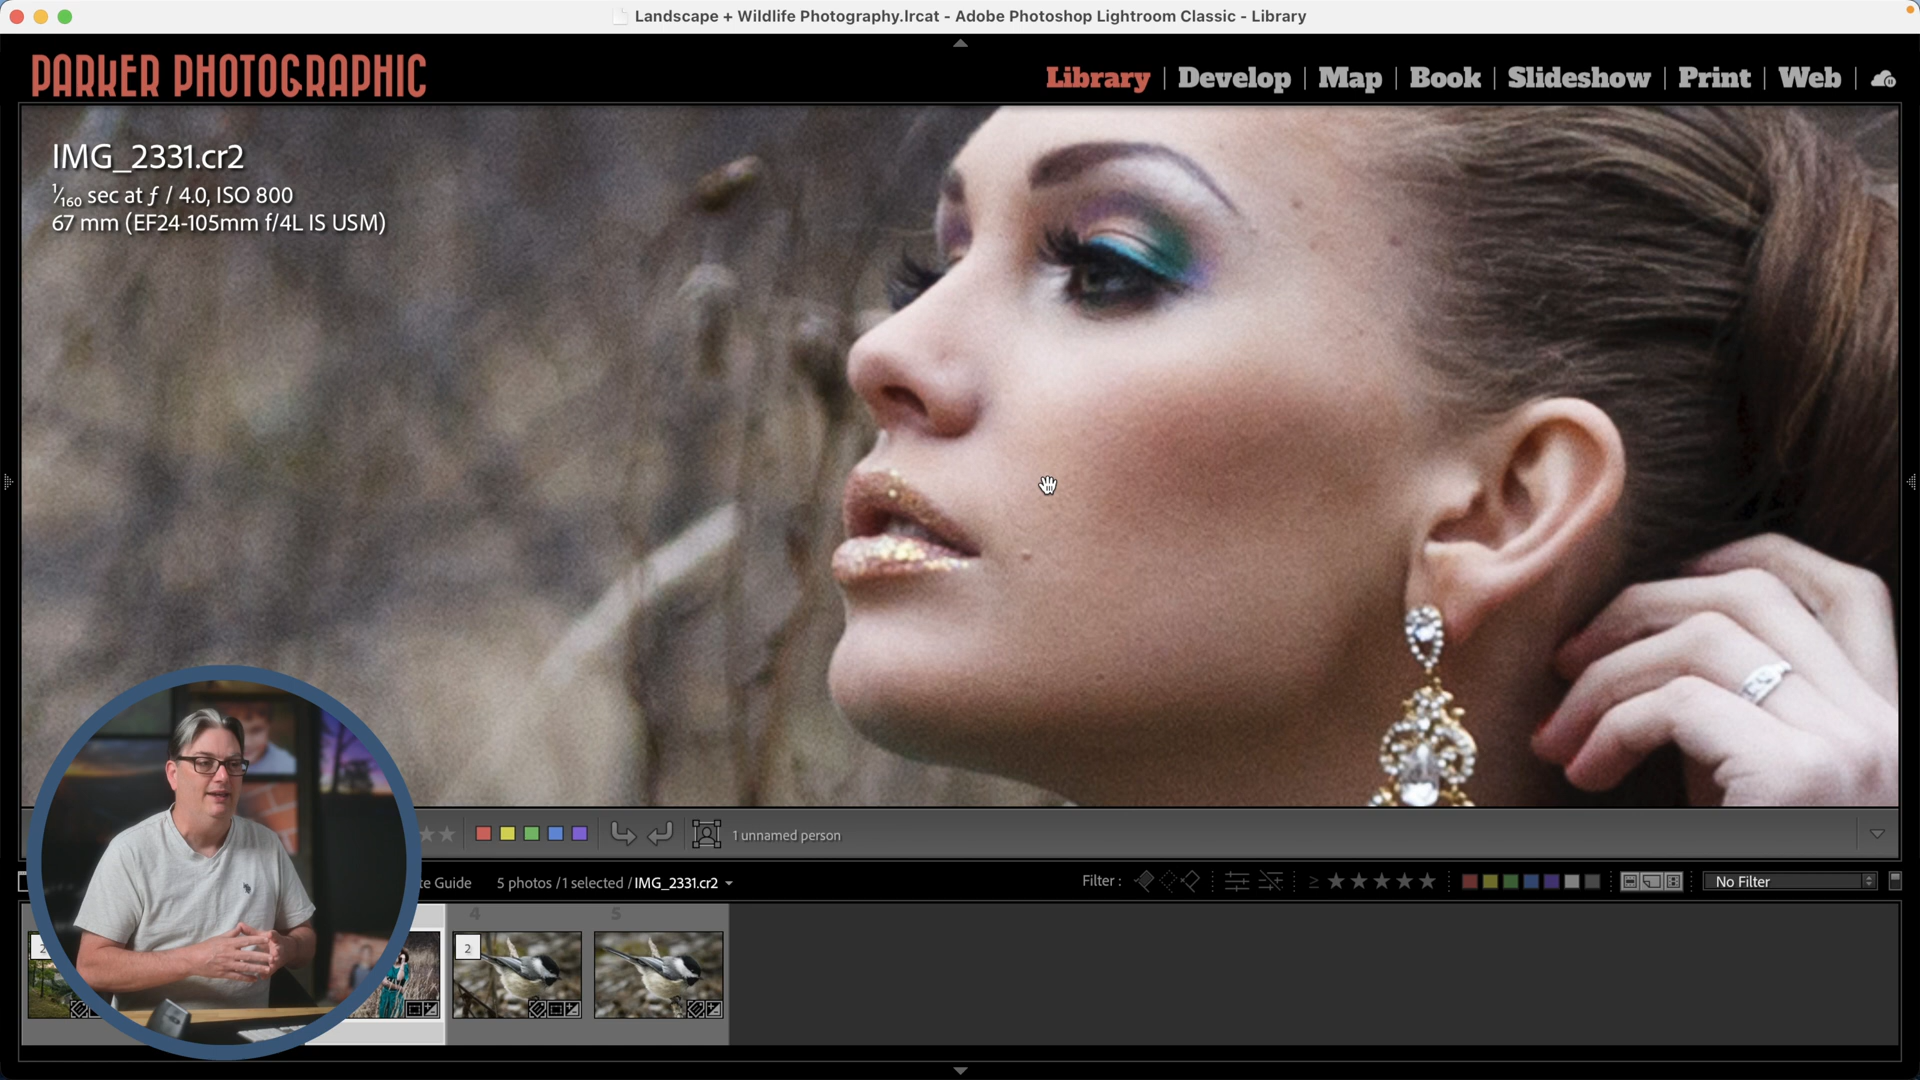 Landscape + Wildlife Photography.lrcat - Adobe Photoshop Lightroom Classic - Library
PARKER PHOTOGRAPHIC
Library | Develop | Map | Book | Slideshow | Print | Web |
IMG_2331.cr2
1/160 sec at ƒ / 4.0, ISO 800
67 mm (EF24-105mm f/4L IS USM)
1 unnamed person
te Guide 5 photos / 1 selected / IMG_2331.cr2
Filter : ≥ No Filter
4 5
2 2